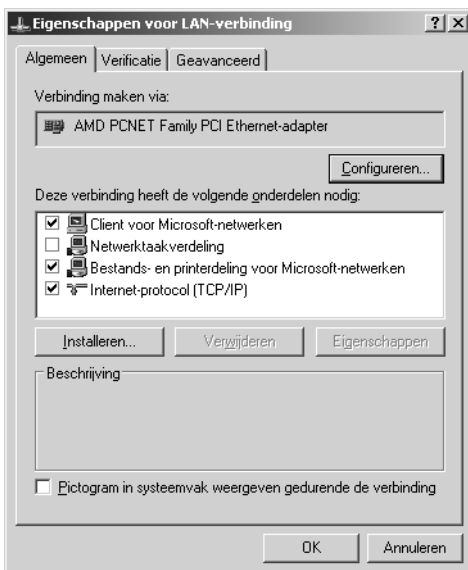 Eigenschappen voor LAN-verbinding
Algemeen Verificatie Geavanceerd
Verbinding maken via:
AMD PCNET Family PCI Ethernet-adapter
Configureren...
Deze verbinding heeft de volgende onderdelen nodig:
Client voor Microsoft-netwerken
Netwerktaakverdeling
Bestands- en printerdeling voor Microsoft-netwerken
Internet-protocol (TCP/IP)
Installeren... Verwijderen Eigenschappen
Beschrijving
Pictogram in systeemvak weergeven gedurende de verbinding
OK Annuleren